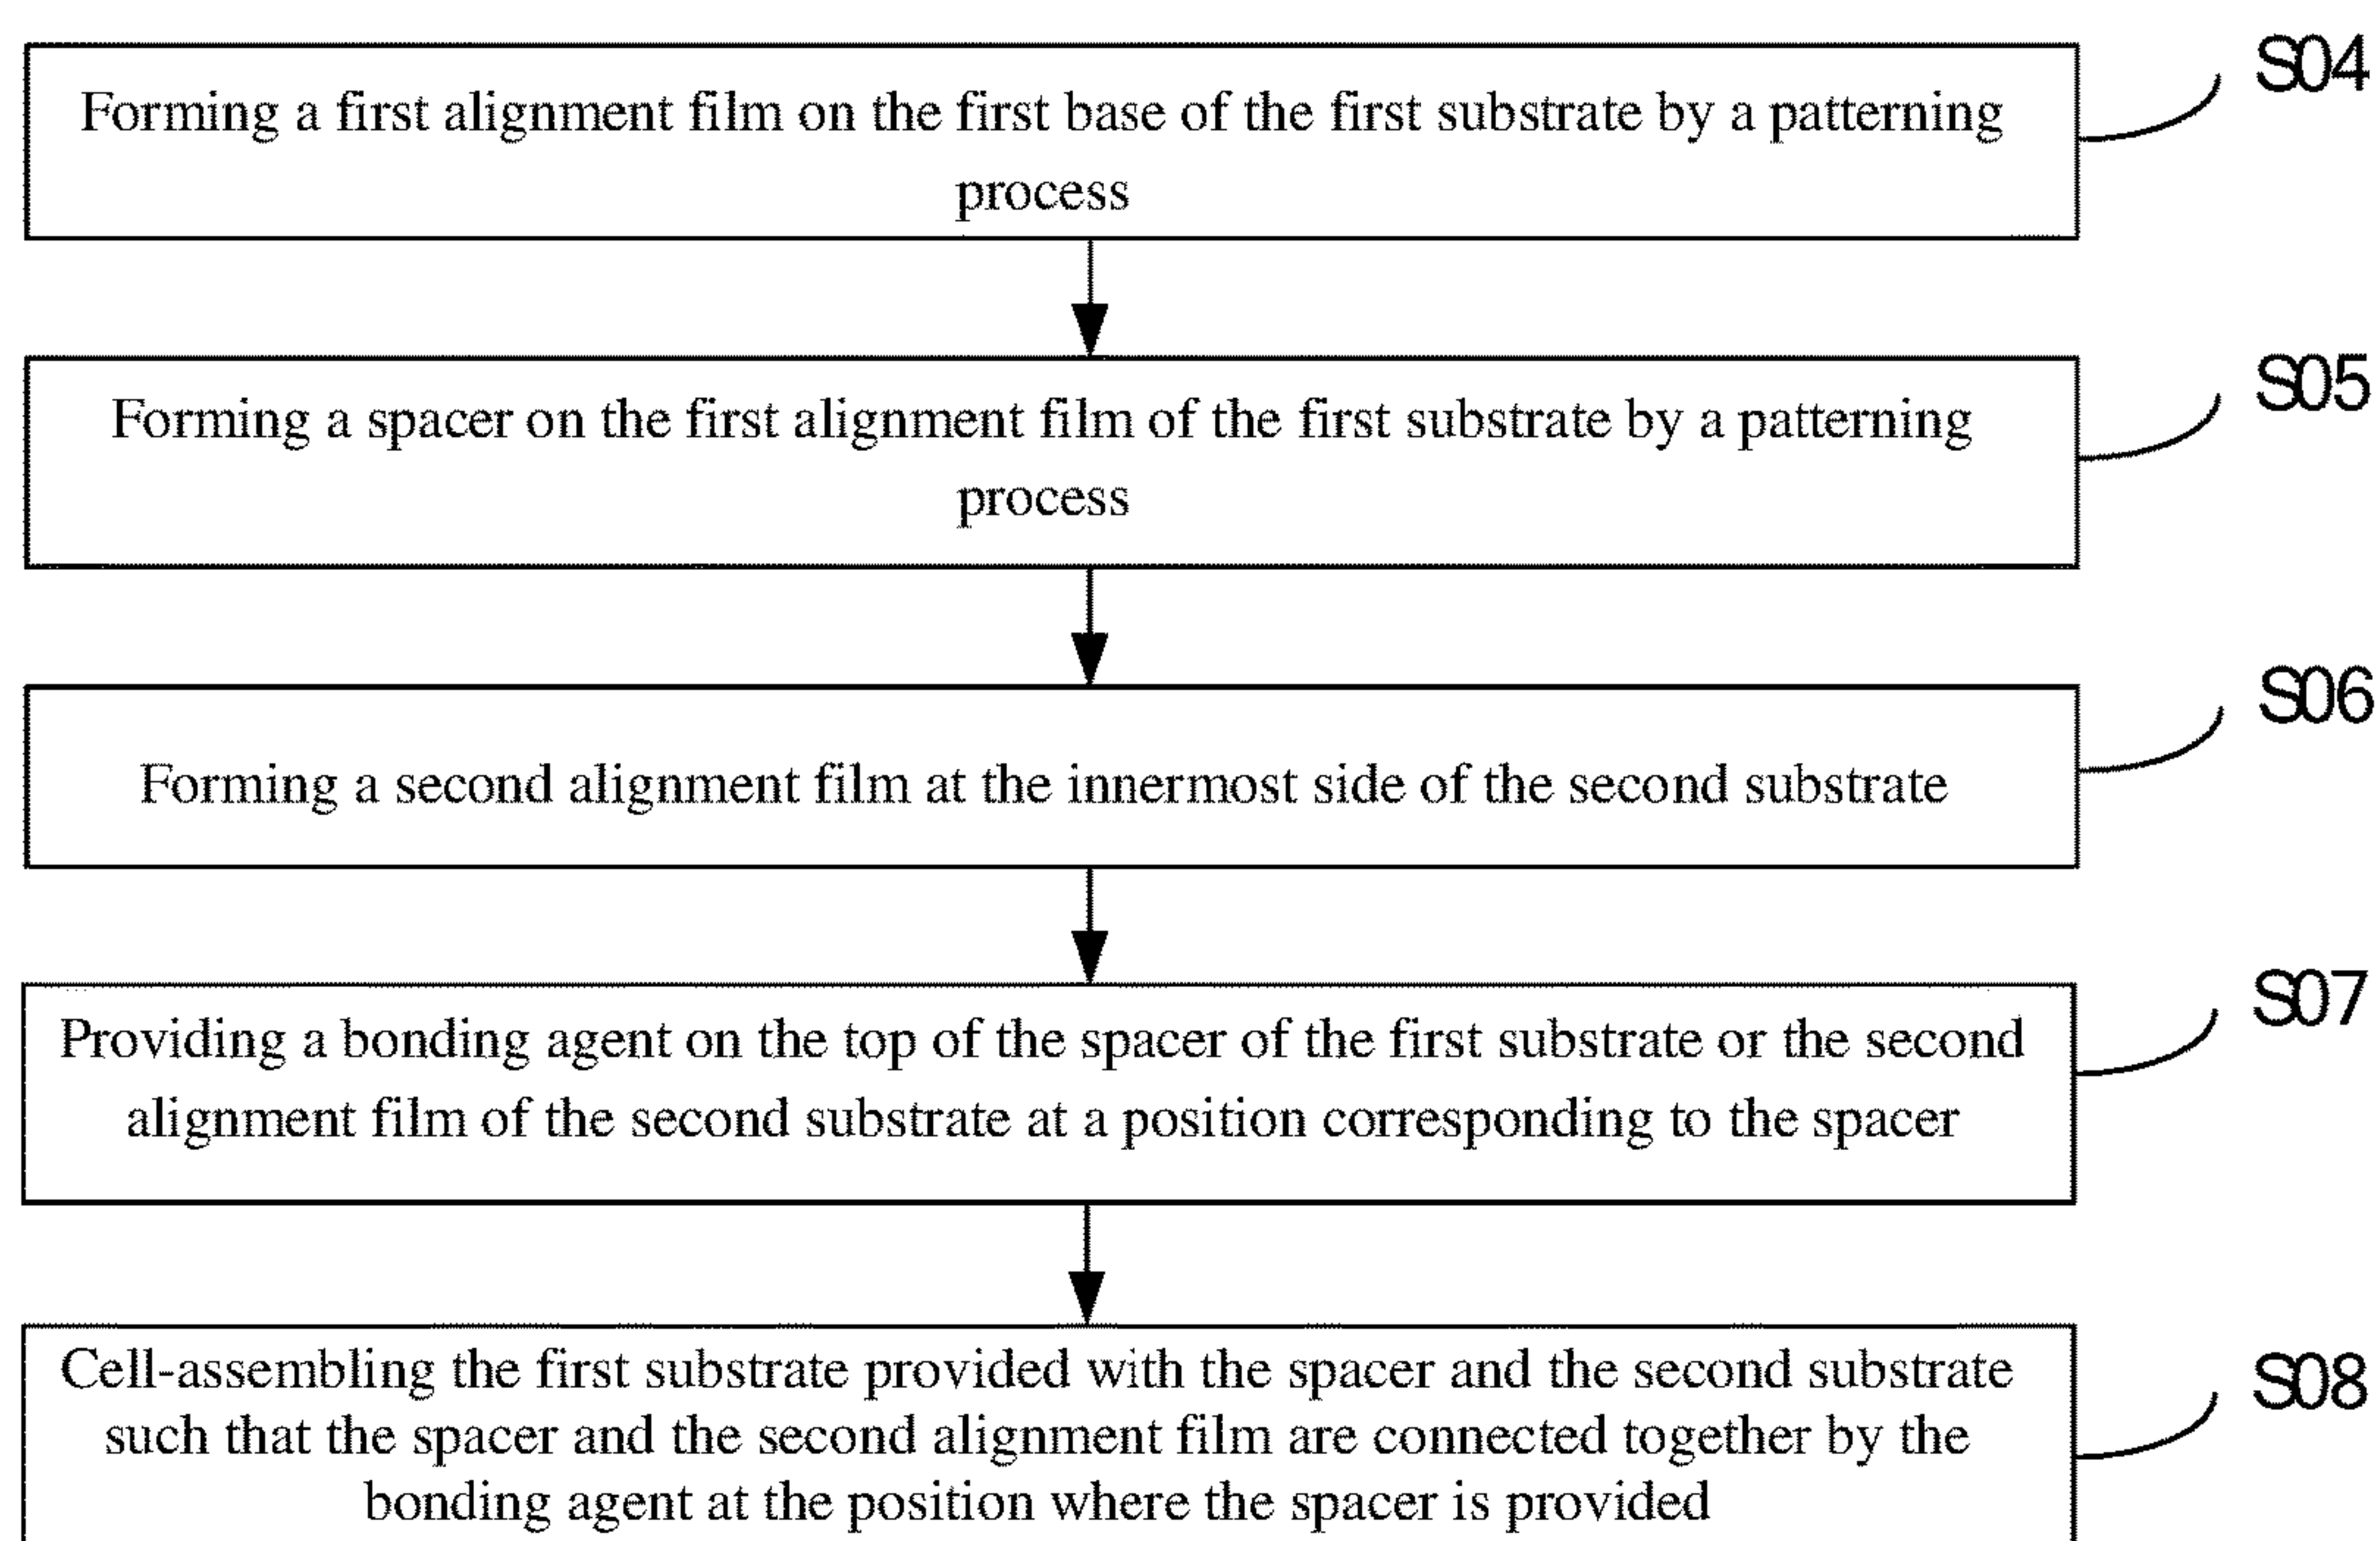 Forming a first alignment film on the first base of the first substrate by a patterning
process
S04
Forming a spacer on the first alignment film of the first substrate by a patterning
process
S05
Forming a second alignment film at the innermost side of the second substrate
S06
Providing a bonding agent on the top of the spacer of the first substrate or the second
alignment film of the second substrate at a position corresponding to the spacer
S07
Cell-assembling the first substrate provided with the spacer and the second substrate
such that the spacer and the second alignment film are connected together by the
bonding agent at the position where the spacer is provided
S08